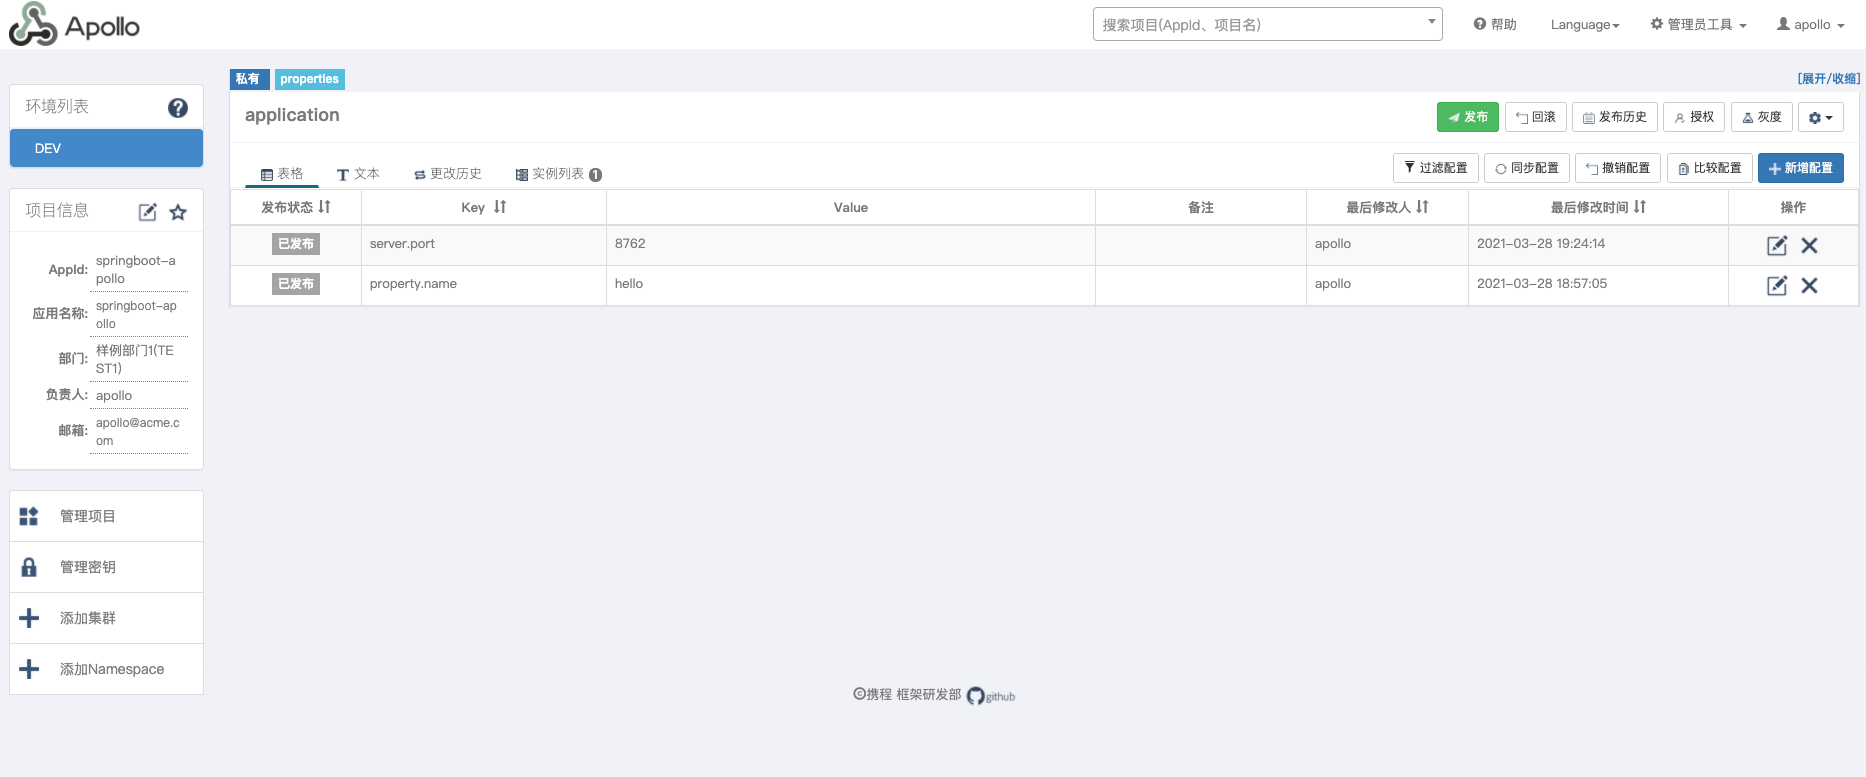 Apollo
搜索项目(AppId、项目名)
帮助
Language
管理员工具
apollo
环境列表
DEV
项目信息
AppId:
springboot-a
pollo
应用名称:
springboot-ap
ollo
部门:
样例部门1(TE
ST1)
负责人:
apollo
邮箱:
apollo@acme.c
om
管理项目
管理密钥
添加集群
添加Namespace
私有 properties
[展开/收缩]
application
发布 回滚 发布历史 授权 灰度
表格 文本 更改历史 实例列表 1
过滤配置 同步配置 撤销配置 比较配置 新增配置
发布状态 Key Value 备注 最后修改人 最后修改时间 操作
已发布 server.port 8762 apollo 2021-03-28 19:24:14
已发布 property.name hello apollo 2021-03-28 18:57:05
©携程 框架研发部 github